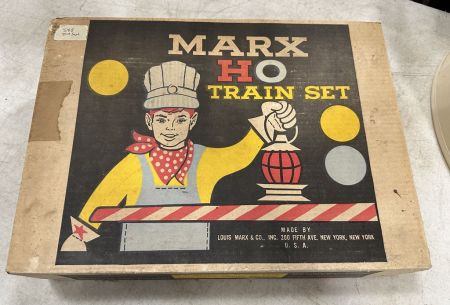 MARX
HO
TRAIN SET
MADE BY
LOUIS MARX & CO., INC. 200 FIFTH AVE. NEW YORK, NEW YORK
U. S. A.